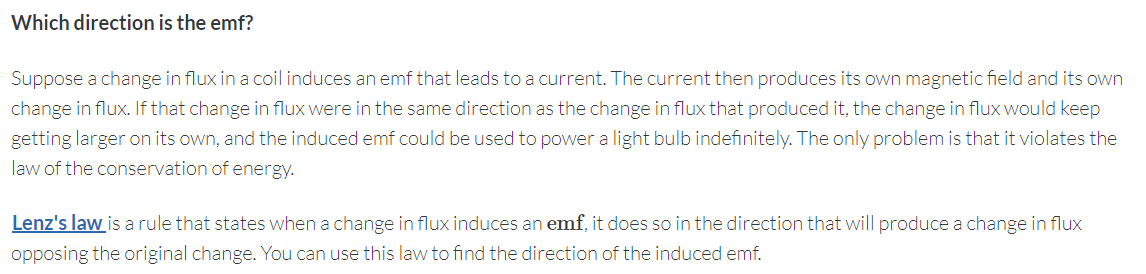 Which direction is the emf?
Suppose a change in flux in a coil induces an emf that leads to a current. The current then produces its own magnetic field and its own
change in flux. If that change in flux were in the same direction as the change in flux that produced it, the change in flux would keep
getting larger on its own, and the induced emf could be used to power a light bulb indefinitely. The only problem is that it violates the
law of the conservation of energy.
Lenz's law is a rule that states when a change in flux induces an emf, it does so in the direction that will produce a change in flux
opposing the original change. You can use this law to find the direction of the induced emf.